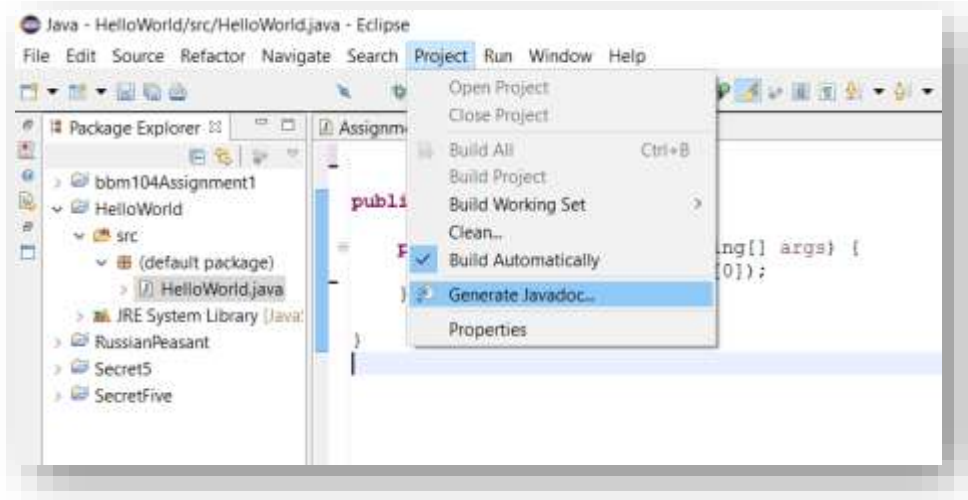 Java - HelloWorld/src/HelloWorld.java - Eclipse
File Edit Source Refactor Navigate Search Project Run Window Help
Package Explorer
Assignm
bbm104Assignment1
HelloWorld
src
(default package)
HelloWorld.java
JRE System Library [Java
RussianPeasant
Secret5
SecretFive
Open Project
Close Project
Build All Ctrl+B
Build Project
Build Working Set
Clean...
Build Automatically
Generate Javadoc...
Properties
publi
p ng[] args) {
[0]);
}
}